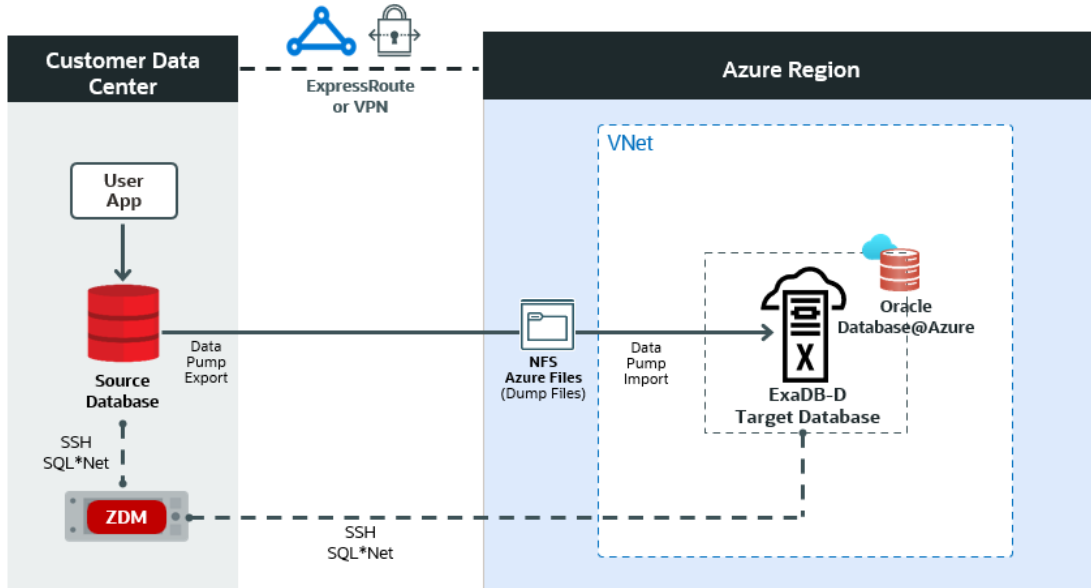 Customer Data
Center
ExpressRoute
or VPN
Azure Region
VNet
User
App
Oracle
Database@Azure
Data
Pump
Export
NFS
Azure Files
(Dump Files)
Data
Pump
Import
X
Source
Database
ExaDB-D
Target Database
SSH
SQL*Net
ZDM
SSH
SQL*Net